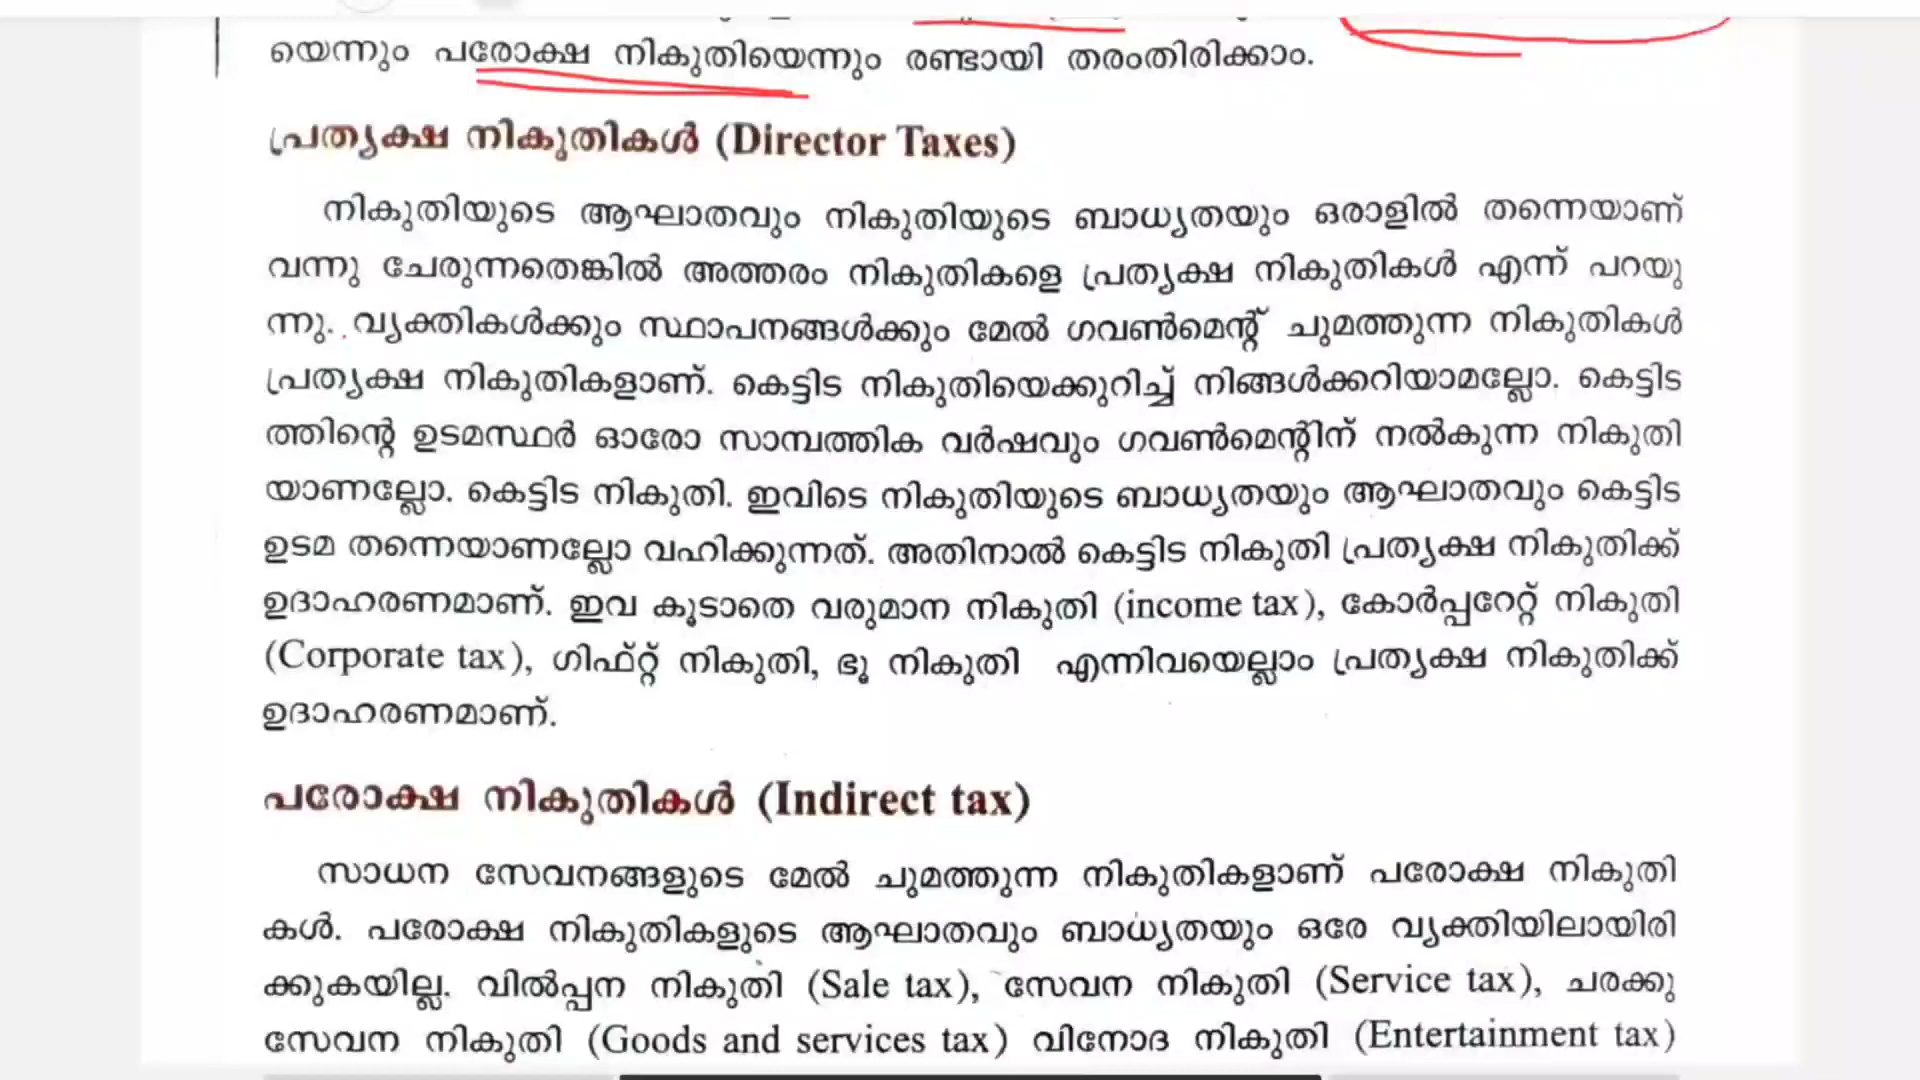 യെന്നും പരോക്ഷ നികുതിയെന്നും രണ്ടായി തരംതിരിക്കാം.
പ്രത്യക്ഷ നികുതികൾ (Director Taxes)
നികുതിയുടെ ആഘാതവും നികുതിയുടെ ബാധ്യതയും ഒരാളിൽ തന്നെയാണ്
വന്നു ചേരുന്നതെങ്കിൽ അത്തരം നികുതികളെ പ്രത്യക്ഷ നികുതികൾ എന്ന് പറയു
ന്നു. വ്യക്തികൾക്കും സ്ഥാപനങ്ങൾക്കും മേൽ ഗവൺമെന്റ് ചുമത്തുന്ന നികുതികൾ
പ്രത്യക്ഷ നികുതികളാണ്. കെട്ടിട നികുതിയെക്കുറിച്ച് നിങ്ങൾക്കറിയാമല്ലോ. കെട്ടിട
ത്തിന്റെ ഉടമസ്ഥർ ഓരോ സാമ്പത്തിക വർഷവും ഗവൺമെന്റിന് നൽകുന്ന നികുതി
യാണല്ലോ. കെട്ടിട നികുതി. ഇവിടെ നികുതിയുടെ ബാധ്യതയും ആഘാതവും കെട്ടിട
ഉടമ തന്നെയാണല്ലോ വഹിക്കുന്നത്. അതിനാൽ കെട്ടിട നികുതി പ്രത്യക്ഷ നികുതിക്ക്
ഉദാഹരണമാണ്. ഇവ കൂടാതെ വരുമാന നികുതി (income tax), കോർപ്പറേറ്റ് നികുതി
(Corporate tax), ഗിഫ്റ്റ് നികുതി, ഭൂ നികുതി എന്നിവയെല്ലാം പ്രത്യക്ഷ നികുതിക്ക്
ഉദാഹരണമാണ്.
പരോക്ഷ നികുതികൾ (Indirect tax)
സാധന സേവനങ്ങളുടെ മേൽ ചുമത്തുന്ന നികുതികളാണ് പരോക്ഷ നികുതി
കൾ. പരോക്ഷ നികുതികളുടെ ആഘാതവും ബാധ്യതയും ഒരേ വ്യക്തിയിലായിരി
ക്കുകയില്ല. വിൽപ്പന നികുതി (Sale tax), സേവന നികുതി (Service tax), ചരക്കു
സേവന നികുതി (Goods and services tax) വിനോദ നികുതി (Entertainment tax)